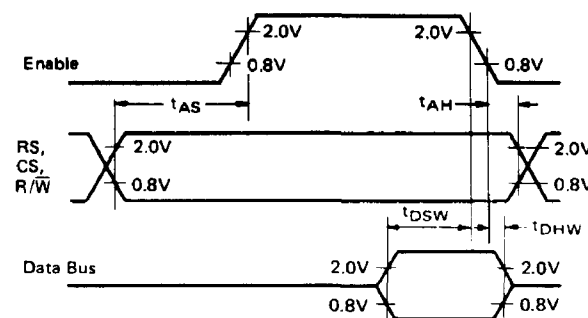 Enable
2.0V
2.0V
0.8V
0.8V
tAS
tAH
RS,
CS,
R/W̅
2.0V
0.8V
2.0V
0.8V
tDSW
tDHW
Data Bus
2.0V
2.0V
0.8V
0.8V